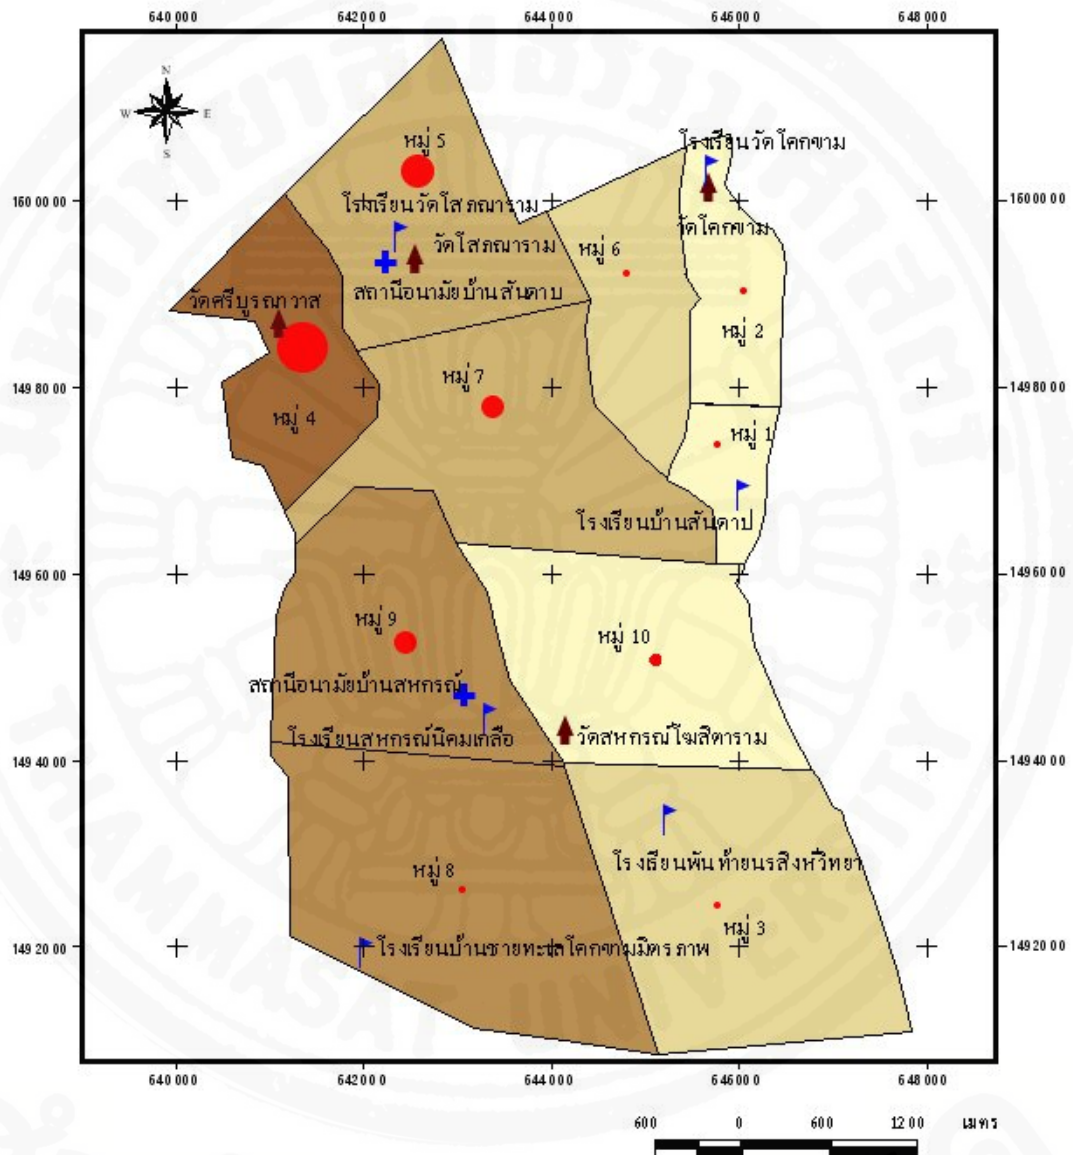 640000 642000 644000 646000 648000
N
W E
S
หมู่ 5
โรงเรียนวัดโคกขาม
1600000 1600000
โรงเรียนวัดโสภณาราม
วัดโคกขาม
วัดโสภณาราม
หมู่ 6
สถานีอนามัยบ้านสันดาบ
วัดศรีบูรณาวาส
หมู่ 2
1498000 1498000
หมู่ 7
หมู่ 4
หมู่ 1
โรงเรียนบ้านสันดาป
1496000 1496000
หมู่ 9
หมู่ 10
สถานีอนามัยบ้านสหกรณ์
โรงเรียนสหกรณ์นิคมเกลือ
วัดสหกรณ์โฆสิตาราม
1494000 1494000
โรงเรียนพันท้ายนรสิงห์วิทยา
หมู่ 8
หมู่ 3
1492000 1492000
โรงเรียนบ้านชายทะเลโคกขามมิตรภาพ
640000 642000 644000 646000 648000
600 0 600 1200 เมตร
THAMMASAT UNIVERSITY